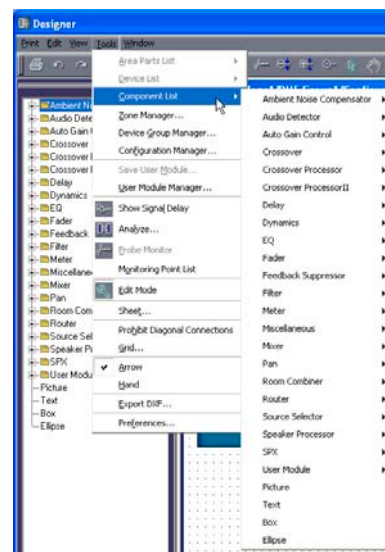 Designer
Print Edit View Tools Window
Area Parts List
Device List
Component List
Zone Manager...
Device Group Manager...
Configuration Manager...
Save User Module...
User Module Manager...
Show Signal Delay
Analyze...
Probe Monitor
Monitoring Point List
Edit Mode
Sheet...
Prohibit Diagonal Connections
Grid...
Arrow
Hand
Export DXF...
Preferences...
Ambient No
Audio Dete
Auto Gain
Crossover
Crossover
Crossover
Delay
Dynamics
EQ
Fader
Feedback
Filter
Meter
Miscellane
Mixer
Pan
Room Com
Router
Source Sel
Speaker Pr
SPX
User Modu
Picture
Text
Box
Ellipse
Ambient Noise Compensator
Audio Detector
Auto Gain Control
Crossover
Crossover Processor
Crossover ProcessorII
Delay
Dynamics
EQ
Fader
Feedback Suppressor
Filter
Meter
Miscellaneous
Mixer
Pan
Room Combiner
Router
Source Selector
Speaker Processor
SPX
User Module
Picture
Text
Box
Ellipse